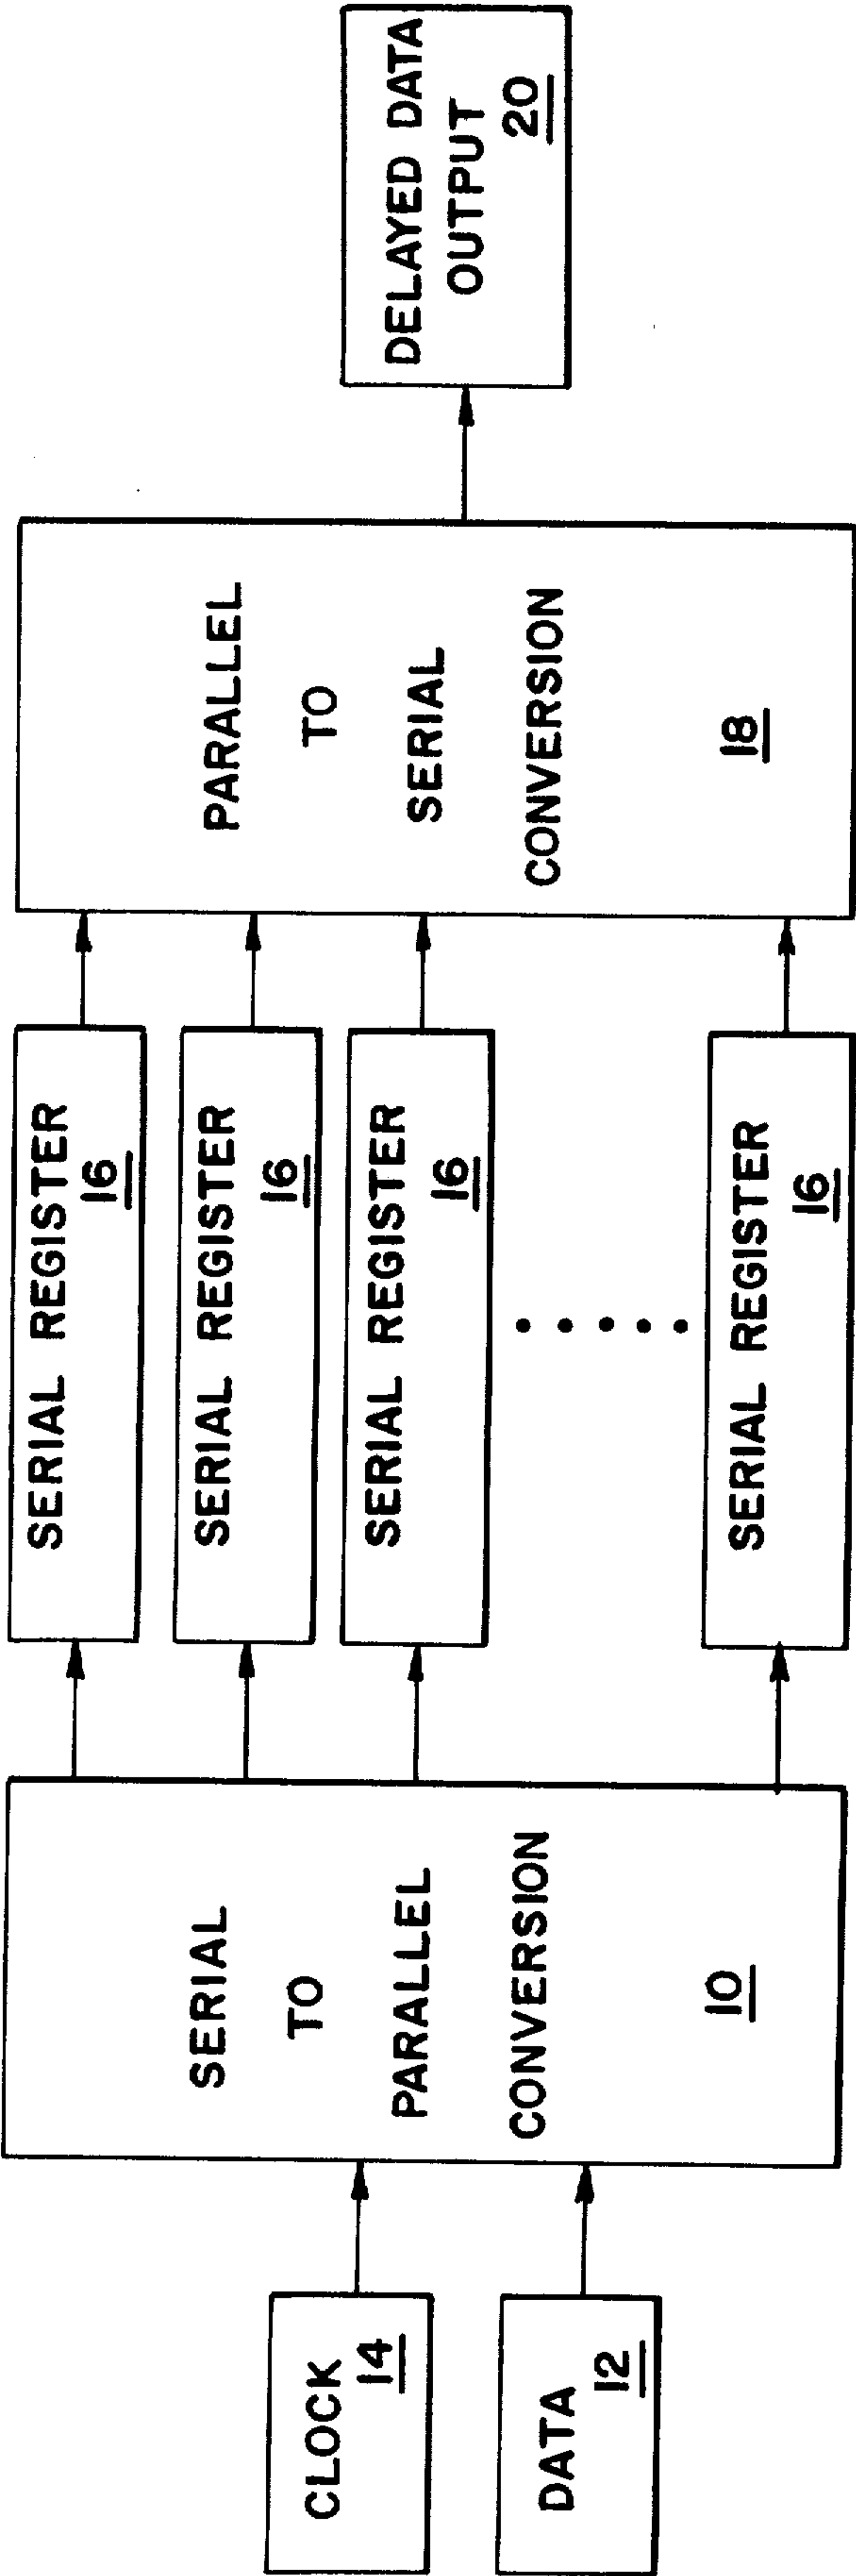 CLOCK
14
DATA
12
SERIAL
TO
PARALLEL
CONVERSION
10
SERIAL REGISTER
16
SERIAL REGISTER
16
SERIAL REGISTER
16
SERIAL REGISTER
16
PARALLEL
TO
SERIAL
CONVERSION
18
DELAYED DATA
OUTPUT
20